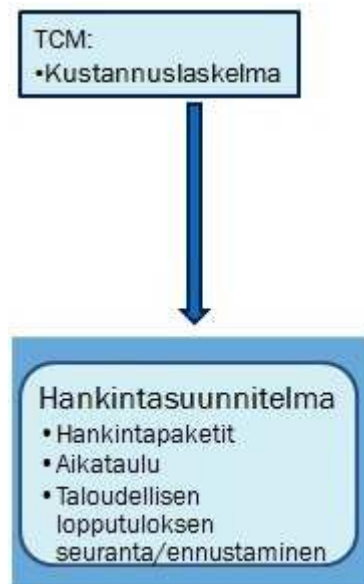 TCM:
•Kustannuslaskelma
Hankintasuunnitelma
• Hankintapaketit
• Aikataulu
• Taloudellisen
lopputuloksen
seuranta/ennustaminen